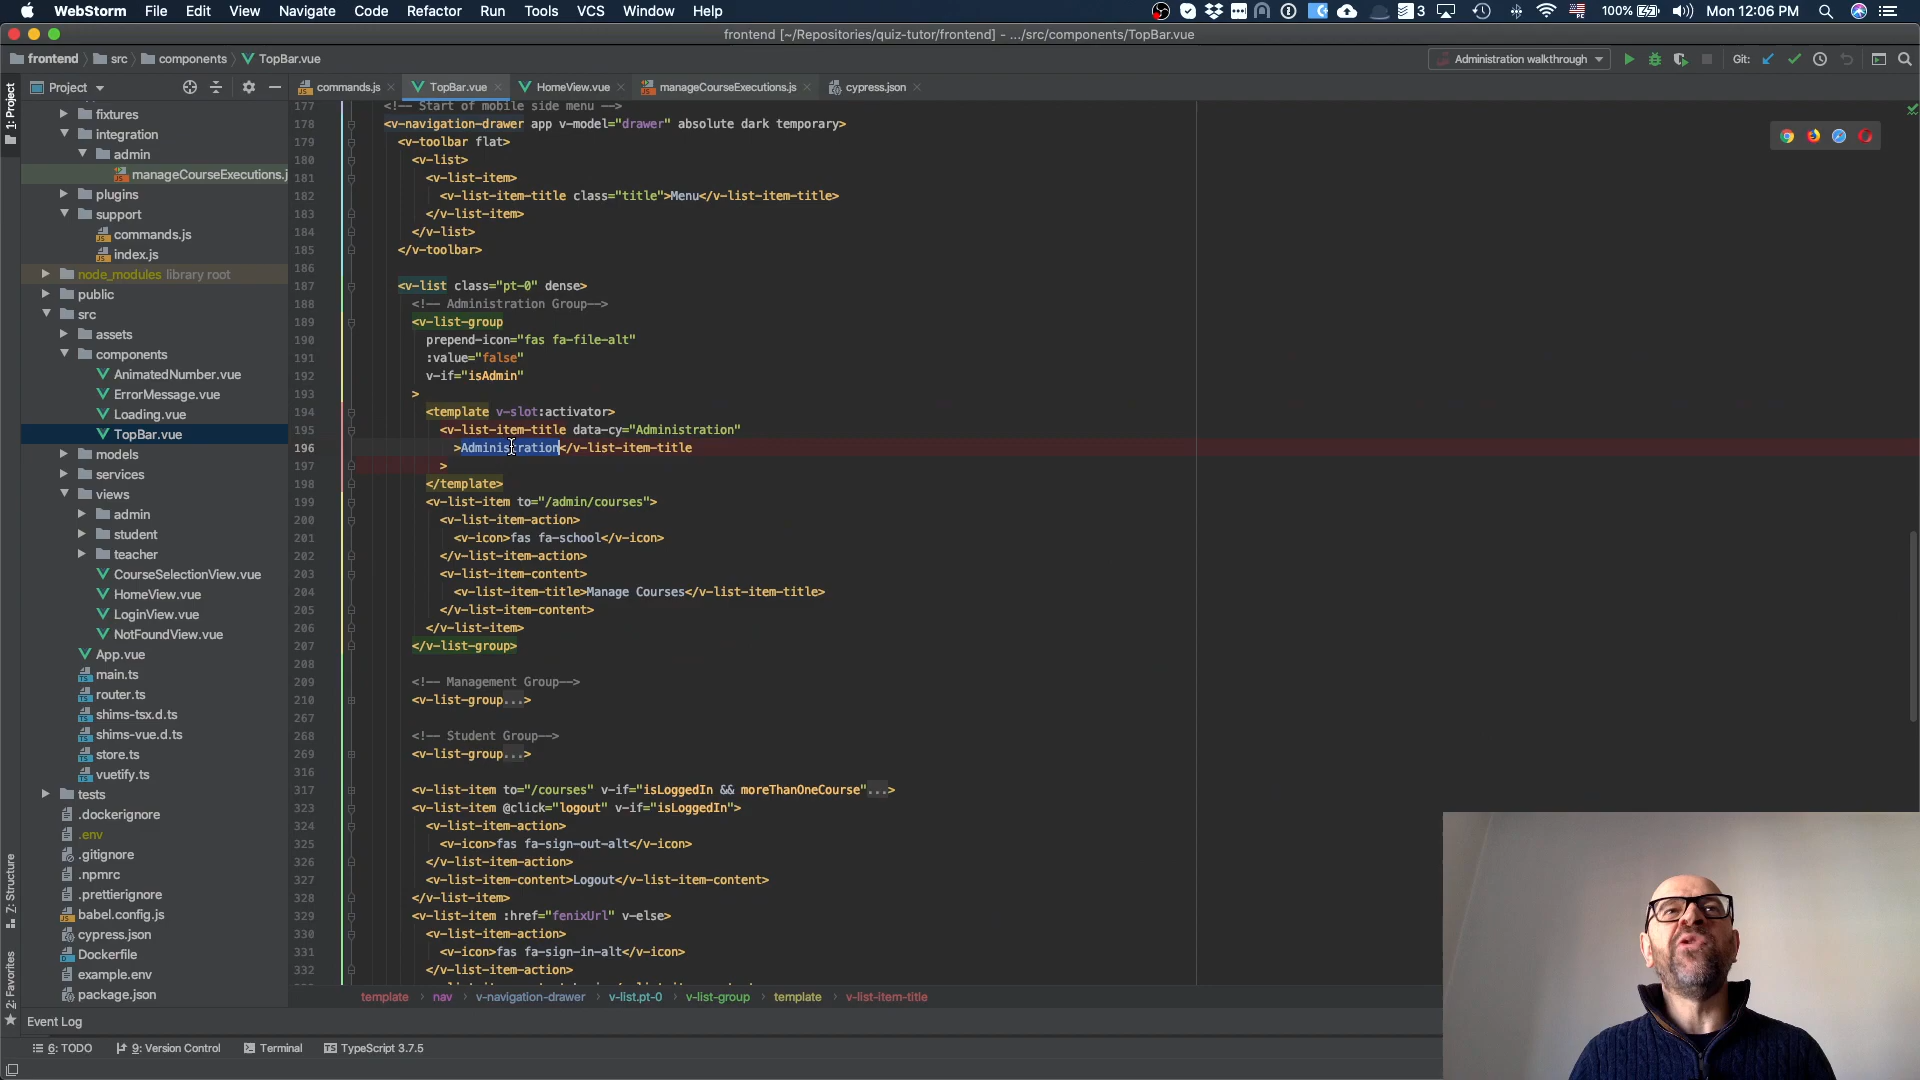 WebStorm File Edit View Navigate Code Refactor Run Tools VCS Window Help 3 100% Mon 12:06 PM
frontend [~/Repositories/quiz-tutor/frontend] - .../src/components/TopBar.vue
frontend src components TopBar.vue Administration walkthrough Git:
Project commands.js TopBar.vue HomeView.vue manageCourseExecutions.js cypress.json
1: Project
fixtures
integration
admin
manageCourseExecutions.j
plugins
support
commands.js
index.js
node_modules library root
public
src
assets
components
AnimatedNumber.vue
ErrorMessage.vue
Loading.vue
TopBar.vue
models
services
views
admin
student
teacher
CourseSelectionView.vue
HomeView.vue
LoginView.vue
NotFoundView.vue
App.vue
main.ts
router.ts
shims-tsx.d.ts
shims-vue.d.ts
store.ts
vuetify.ts
tests
.dockerignore
.env
.gitignore
.npmrc
.prettierignore
babel.config.js
cypress.json
Dockerfile
example.env
package.json
Z: Structure
2: Favorites
177 <!-- Start of mobile side menu -->
178 <v-navigation-drawer app v-model="drawer" absolute dark temporary>
179 <v-toolbar flat>
180 <v-list>
181 <v-list-item>
182 <v-list-item-title class="title">Menu</v-list-item-title>
183 </v-list-item>
184 </v-list>
185 </v-toolbar>
186
187 <v-list class="pt-0" dense>
188 <!-- Administration Group-->
189 <v-list-group
190 prepend-icon="fas fa-file-alt"
191 :value="false"
192 v-if="isAdmin"
193 >
194 <template v-slot:activator>
195 <v-list-item-title data-cy="Administration"
196 >Administration</v-list-item-title
197 >
198 </template>
199 <v-list-item to="/admin/courses">
200 <v-list-item-action>
201 <v-icon>fas fa-school</v-icon>
202 </v-list-item-action>
203 <v-list-item-content>
204 <v-list-item-title>Manage Courses</v-list-item-title>
205 </v-list-item-content>
206 </v-list-item>
207 </v-list-group>
208
209 <!-- Management Group-->
210 <v-list-group...>
267
268 <!-- Student Group-->
269 <v-list-group...>
316
317 <v-list-item to="/courses" v-if="isLoggedIn && moreThanOneCourse"...>
323 <v-list-item @click="logout" v-if="isLoggedIn">
324 <v-list-item-action>
325 <v-icon>fas fa-sign-out-alt</v-icon>
326 </v-list-item-action>
327 <v-list-item-content>Logout</v-list-item-content>
328 </v-list-item>
329 <v-list-item :href="fenixUrl" v-else>
330 <v-list-item-action>
331 <v-icon>fas fa-sign-in-alt</v-icon>
332 </v-list-item-action>
template nav v-navigation-drawer v-list.pt-0 v-list-group template v-list-item-title
Event Log
6: TODO 9: Version Control Terminal TypeScript 3.7.5